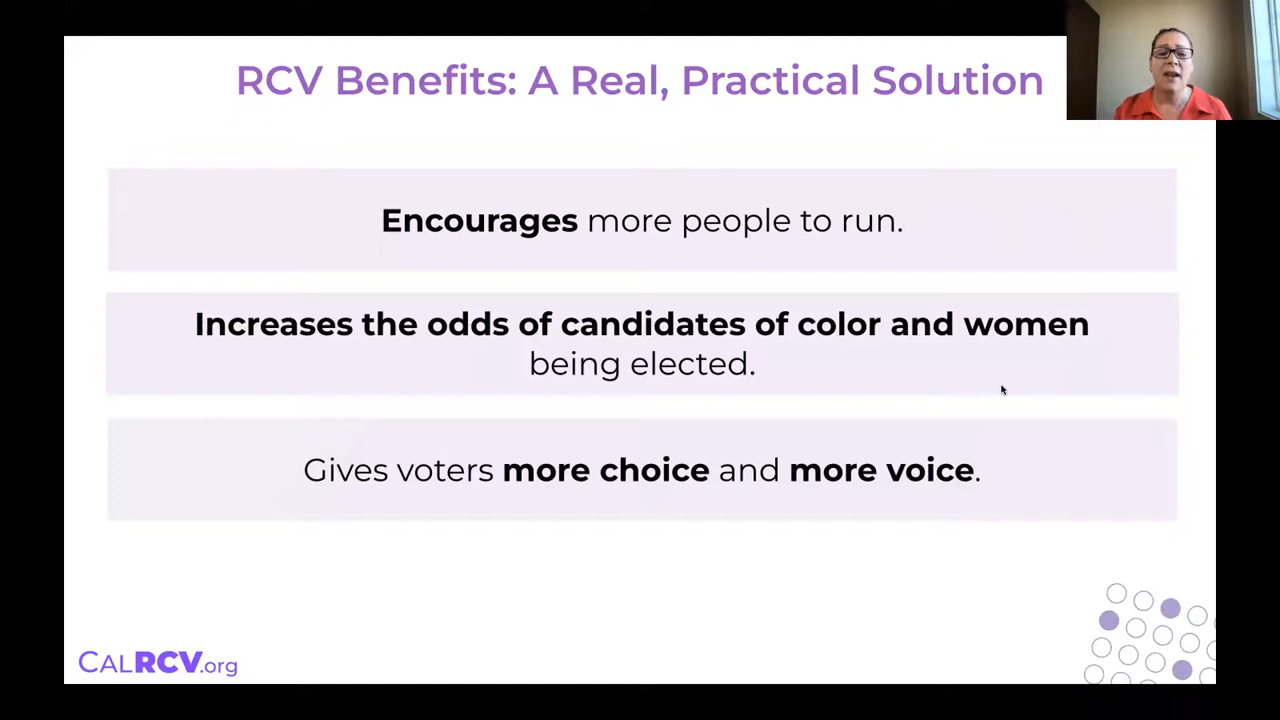 RCV Benefits: A Real, Practical Solution
Encourages more people to run.
Increases the odds of candidates of color and women
being elected.
Gives voters more choice and more voice.
CALRCV.org